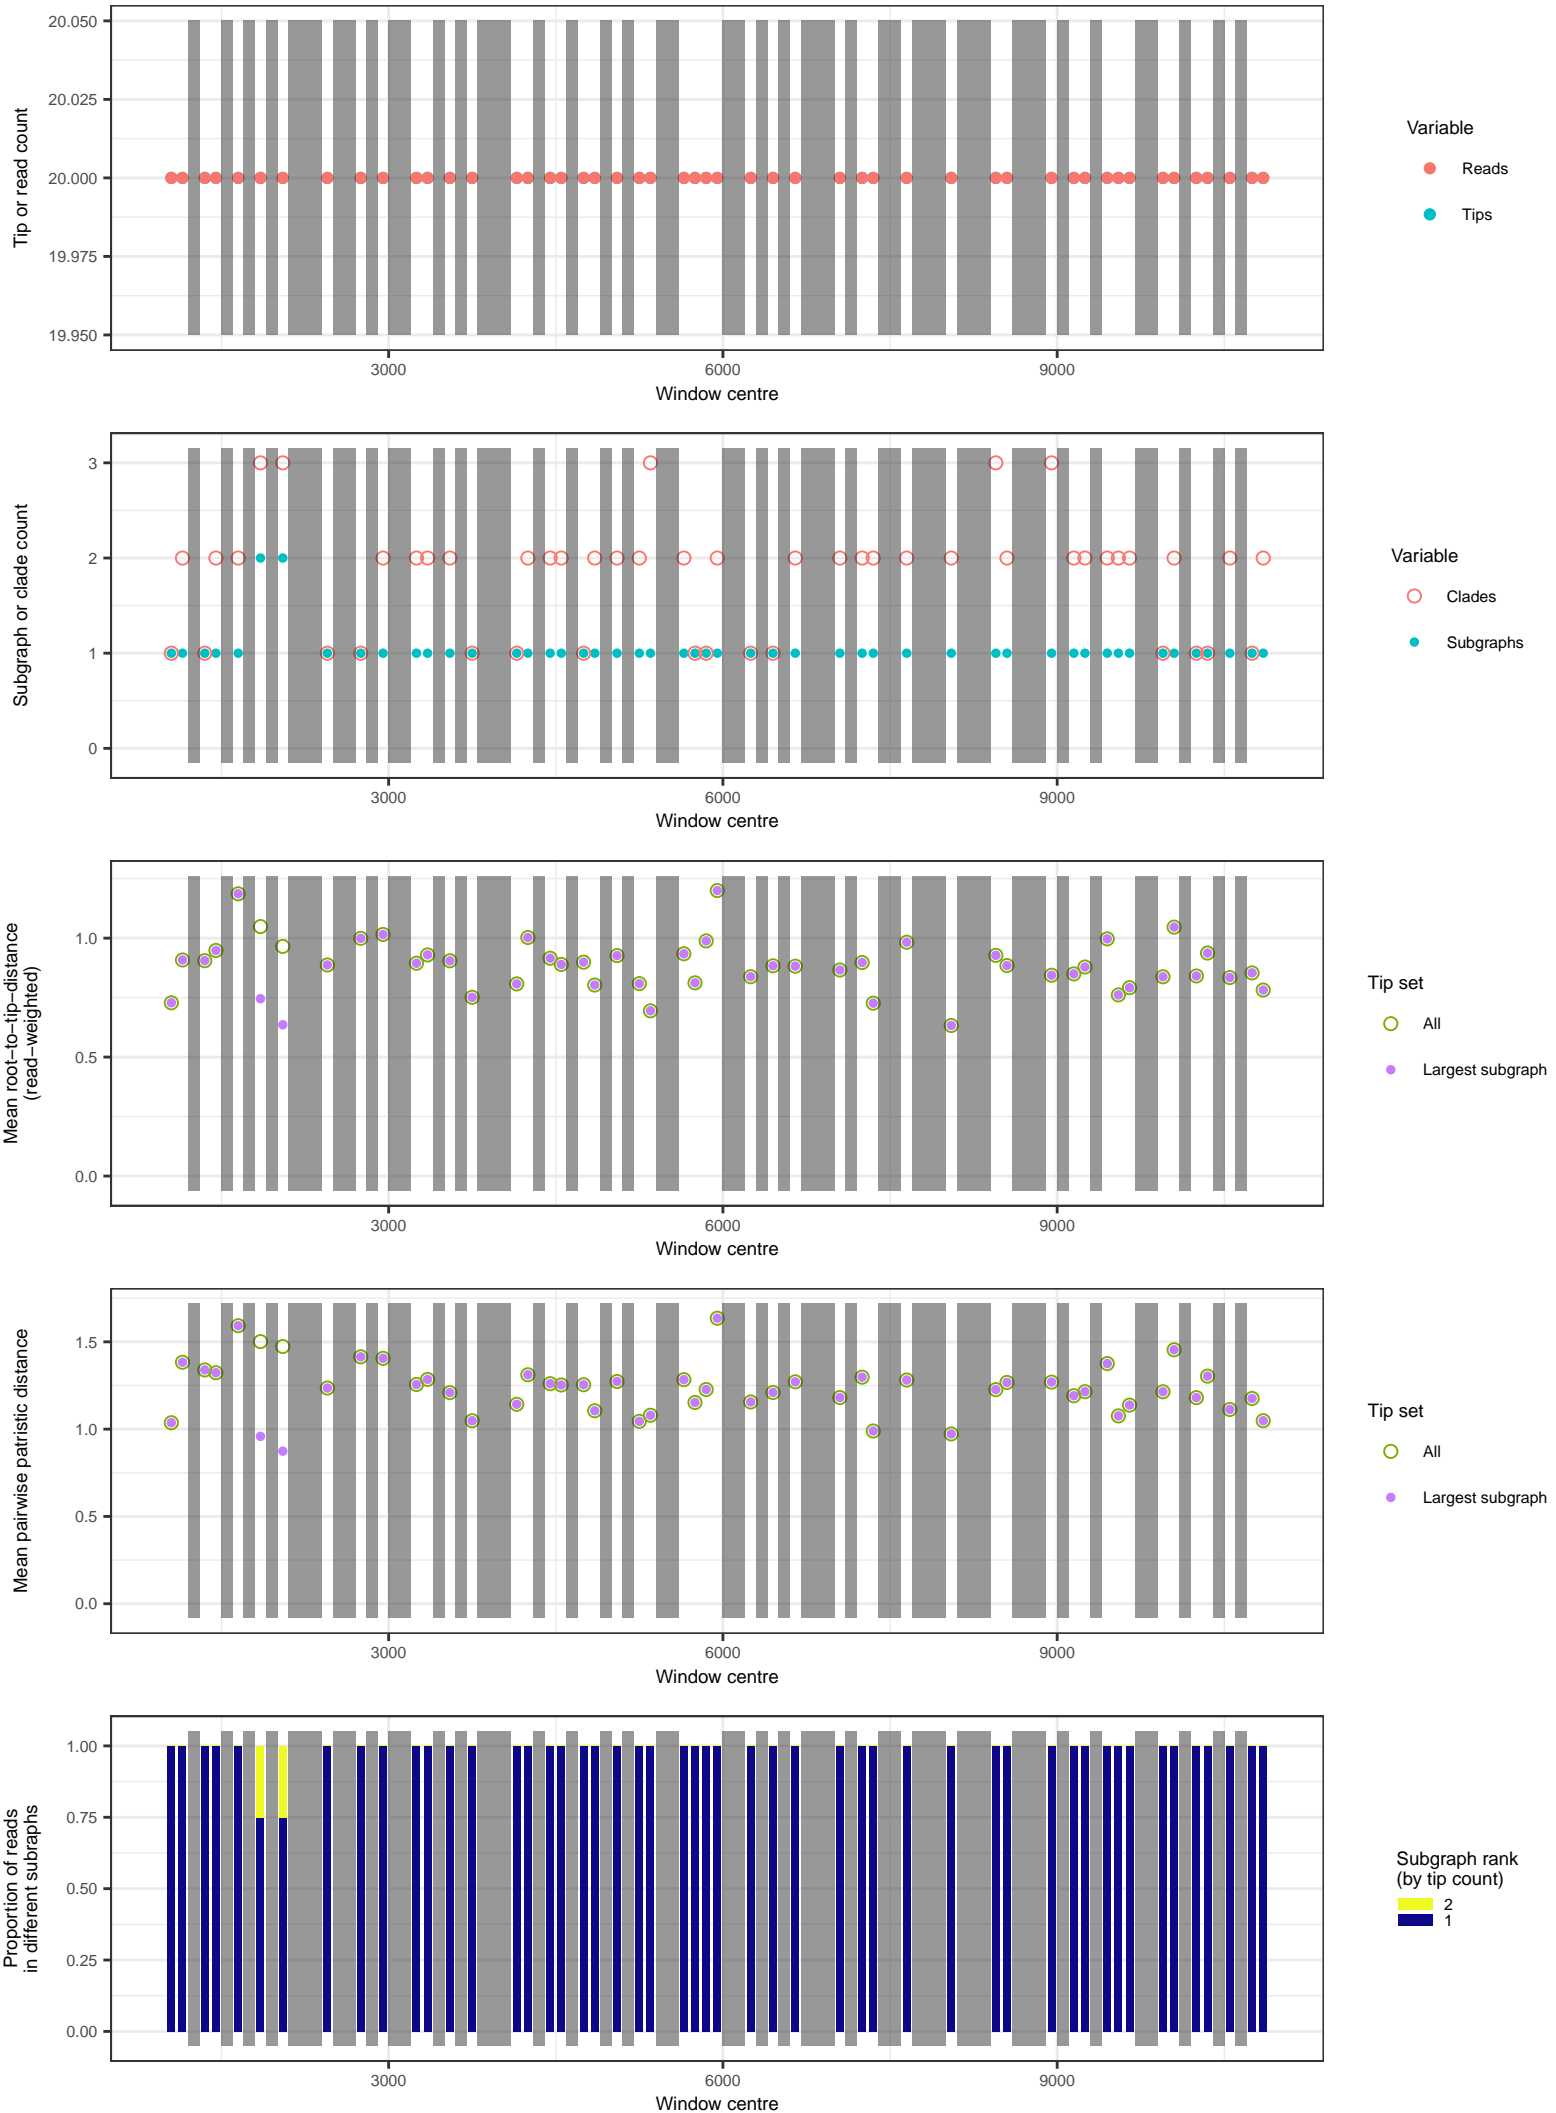 20.050
20.025
20.000
19.975
19.950
Tip or read count
3000
6000
9000
Window centre
Variable
Reads
Tips
3
2
1
0
Subgraph or clade count
3000
6000
9000
Window centre
Variable
Clades
Subgraphs
1.0
0.5
0.0
Mean root−to−tip−distance
(read−weighted)
3000
6000
9000
Window centre
Tip set
All
Largest subgraph
1.5
1.0
0.5
0.0
Mean pairwise patristic distance
3000
6000
9000
Window centre
Tip set
All
Largest subgraph
1.00
0.75
0.50
0.25
0.00
Proportion of reads
in different subraphs
3000
6000
9000
Window centre
Subgraph rank
(by tip count)
2
1